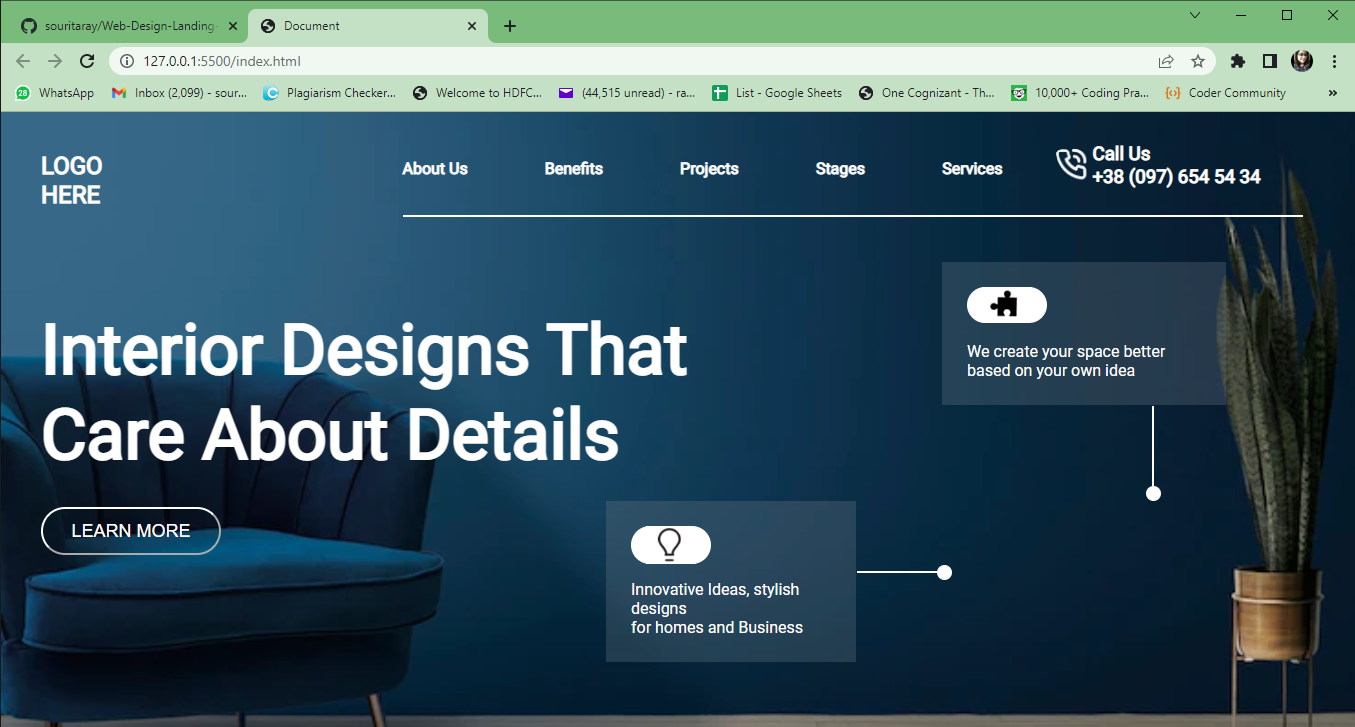 souritaray/Web-Design-Landing-
Document
127.0.0.1:5500/index.html
28
WhatsApp
Inbox (2,099) - sour...
Plagiarism Checker...
Welcome to HDFC...
(44,515 unread) - ra...
List - Google Sheets
One Cognizant - Th...
10,000+ Coding Pra...
Coder Community
LOGO
HERE
About Us
Benefits
Projects
Stages
Services
Call Us
+38 (097) 654 54 34
Interior Designs That
Care About Details
LEARN MORE
We create your space better
based on your own idea
Innovative Ideas, stylish
designs
for homes and Business